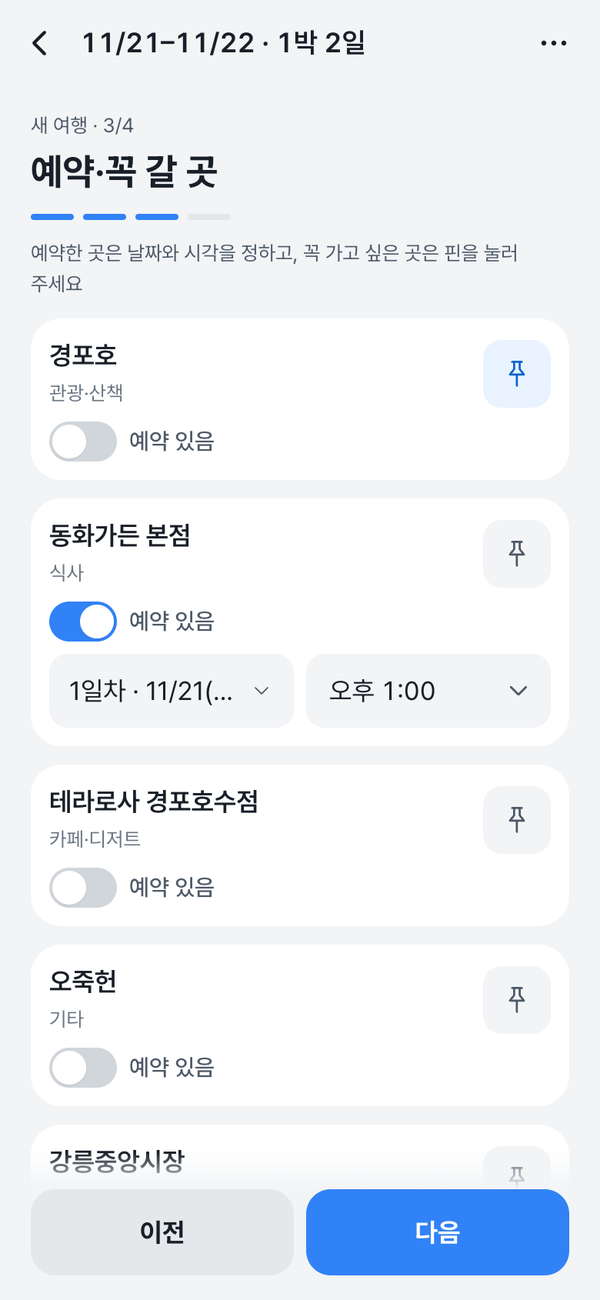 11/21–11/22 · 1박 2일
새 여행 · 3/4
예약·꼭 갈 곳
예약한 곳은 날짜와 시각을 정하고, 꼭 가고 싶은 곳은 핀을 눌러
주세요
경포호
관광·산책
예약 있음
동화가든 본점
식사
예약 있음
1일차 · 11/21(...
오후 1:00
테라로사 경포호수점
카페·디저트
예약 있음
오죽헌
기타
예약 있음
강릉중앙시장
이전
다음